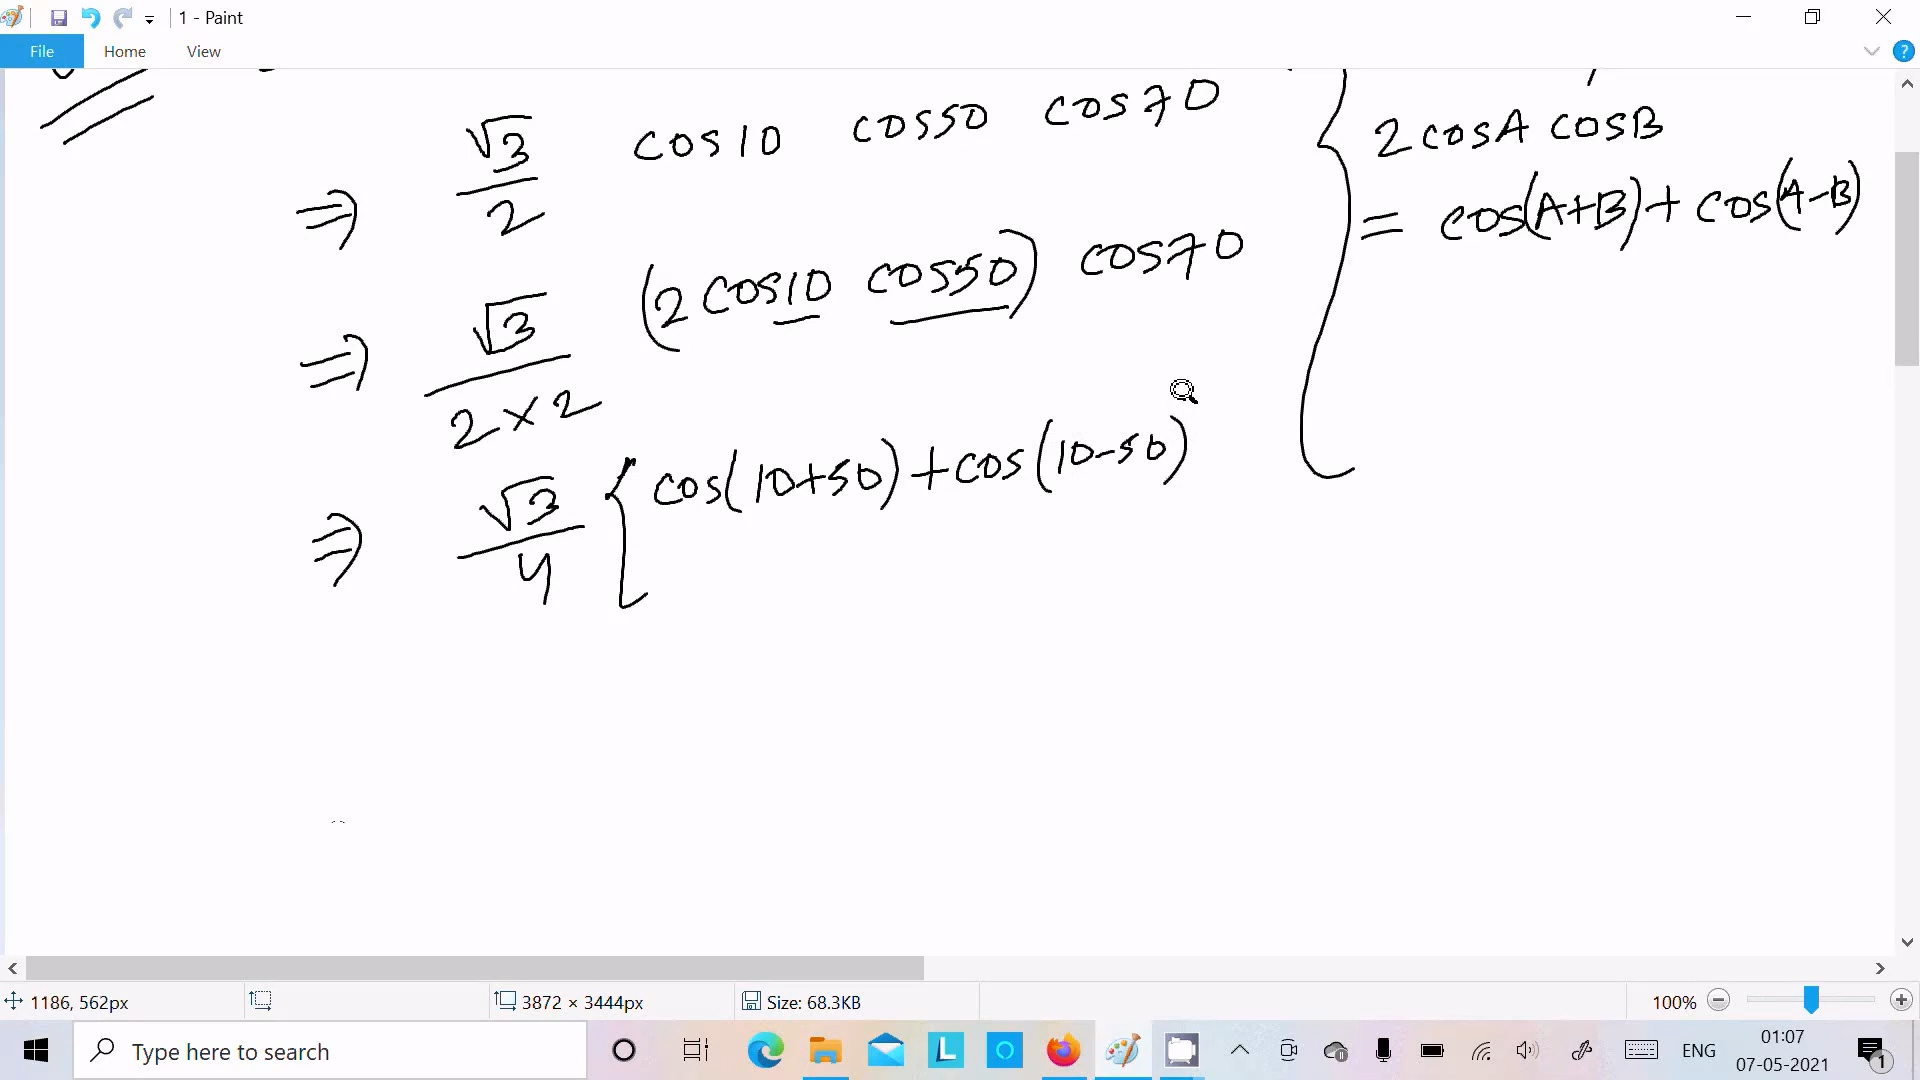 1 - Paint
File Home View
⇒ √3/2 cos10 cos50 cos70
2cosA cosB
= cos(A+B)+cos(A-B)
⇒ √3/2×2 (2cos10 cos50) cos70
⇒ √3/4 {cos(10+50)+cos(10-50)
1186, 562px 3872 × 3444px Size: 68.3KB 100%
Type here to search
L
ENG
01:07
07-05-2021
1